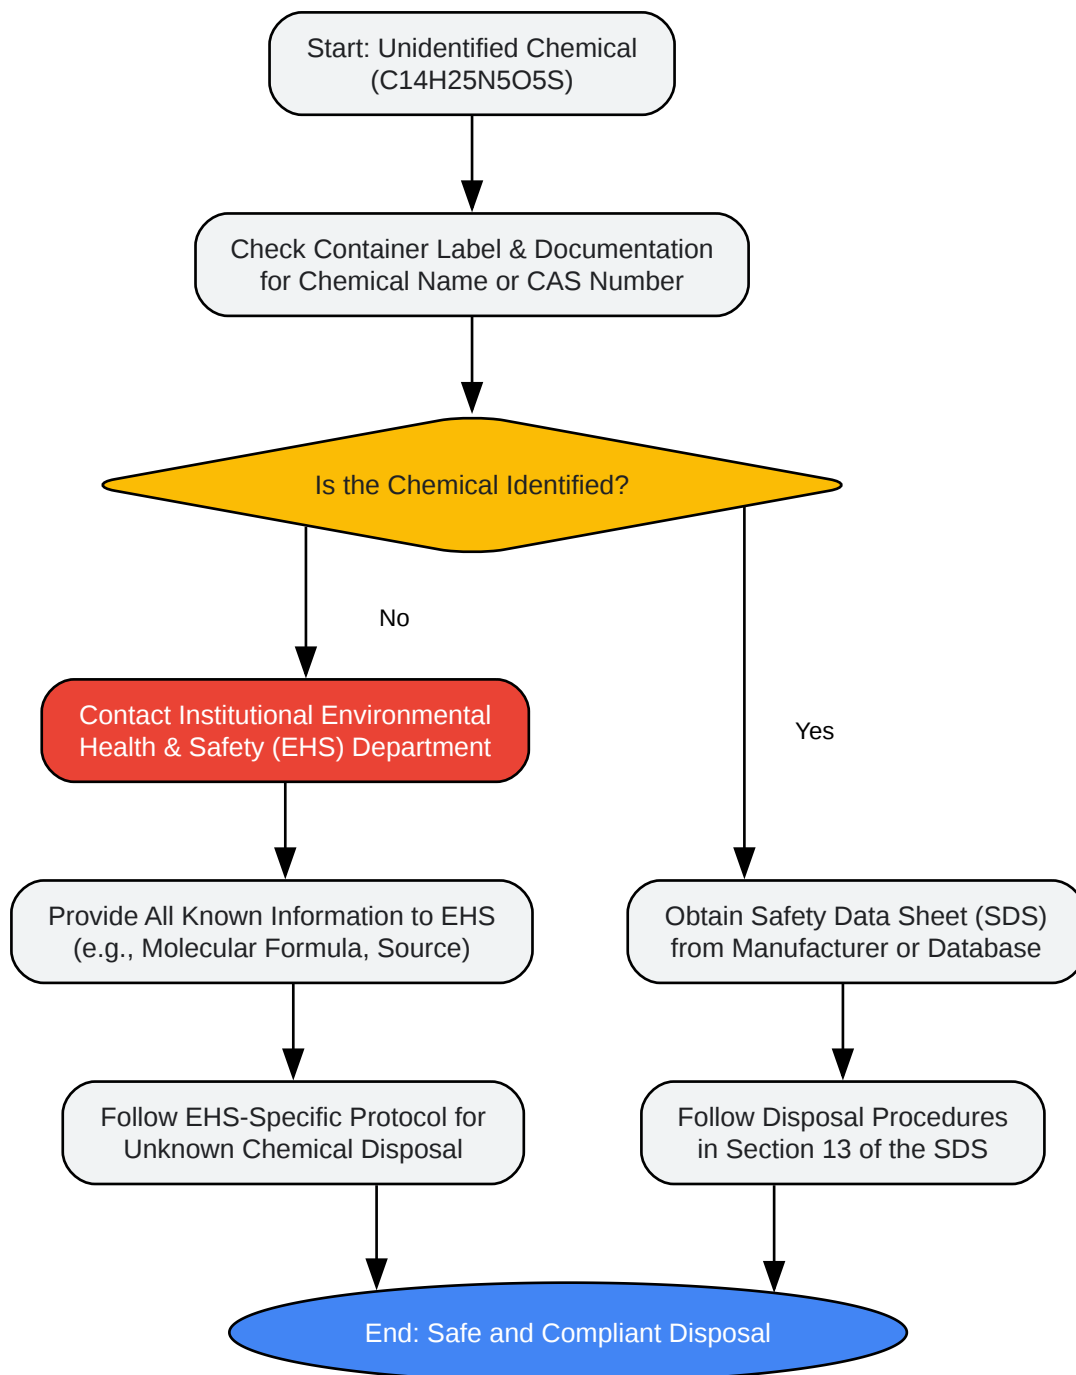 Start: Unidentified Chemical
(C14H25N5O5S)
Check Container Label & Documentation
for Chemical Name or CAS Number
Is the Chemical Identified?
No
Yes
Contact Institutional Environmental
Health & Safety (EHS) Department
Provide All Known Information to EHS
(e.g., Molecular Formula, Source)
Obtain Safety Data Sheet (SDS)
from Manufacturer or Database
Follow EHS-Specific Protocol for
Unknown Chemical Disposal
Follow Disposal Procedures
in Section 13 of the SDS
End: Safe and Compliant Disposal